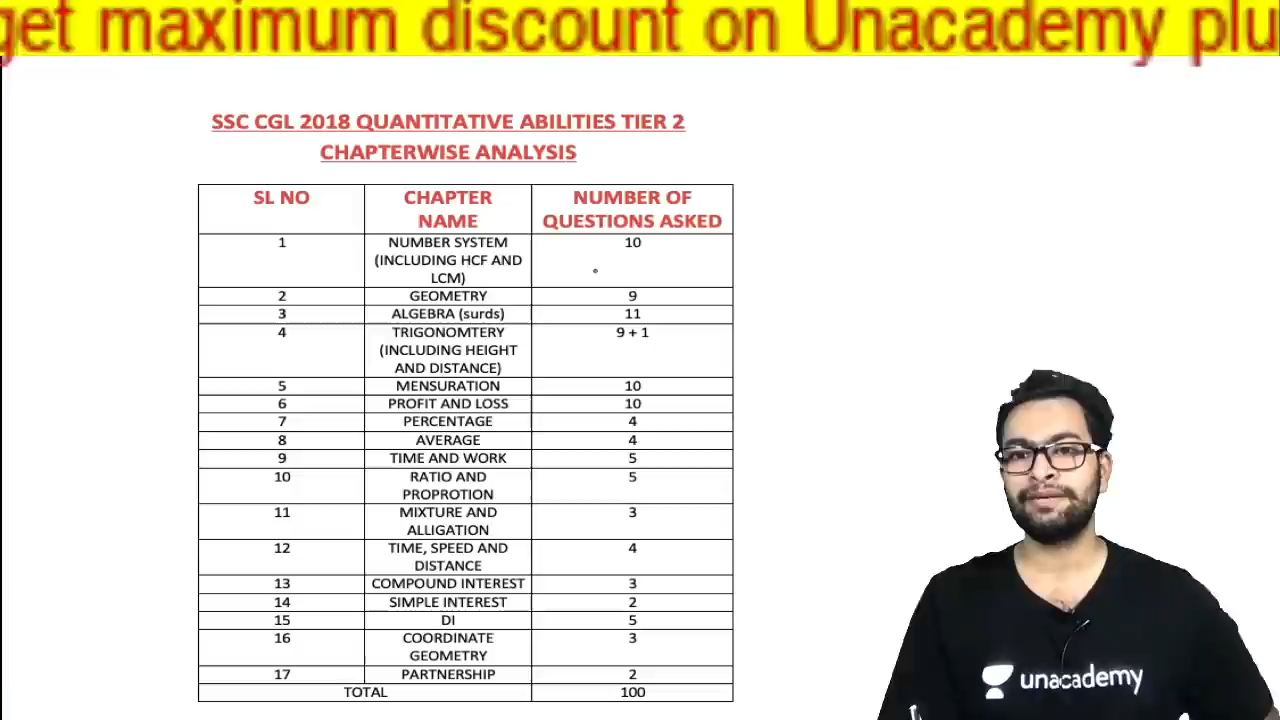 get maximum discount on Unacademy plu
SSC CGL 2018 QUANTITATIVE ABILITIES TIER 2
CHAPTERWISE ANALYSIS
SL NO CHAPTER NAME NUMBER OF QUESTIONS ASKED
1 NUMBER SYSTEM (INCLUDING HCF AND LCM) 10
2 GEOMETRY 9
3 ALGEBRA (surds) 11
4 TRIGONOMTERY (INCLUDING HEIGHT AND DISTANCE) 9 + 1
5 MENSURATION 10
6 PROFIT AND LOSS 10
7 PERCENTAGE 4
8 AVERAGE 4
9 TIME AND WORK 5
10 RATIO AND PROPROTION 5
11 MIXTURE AND ALLIGATION 3
12 TIME, SPEED AND DISTANCE 4
13 COMPOUND INTEREST 3
14 SIMPLE INTEREST 2
15 DI 5
16 COORDINATE GEOMETRY 3
17 PARTNERSHIP 2
TOTAL 100
unacademy